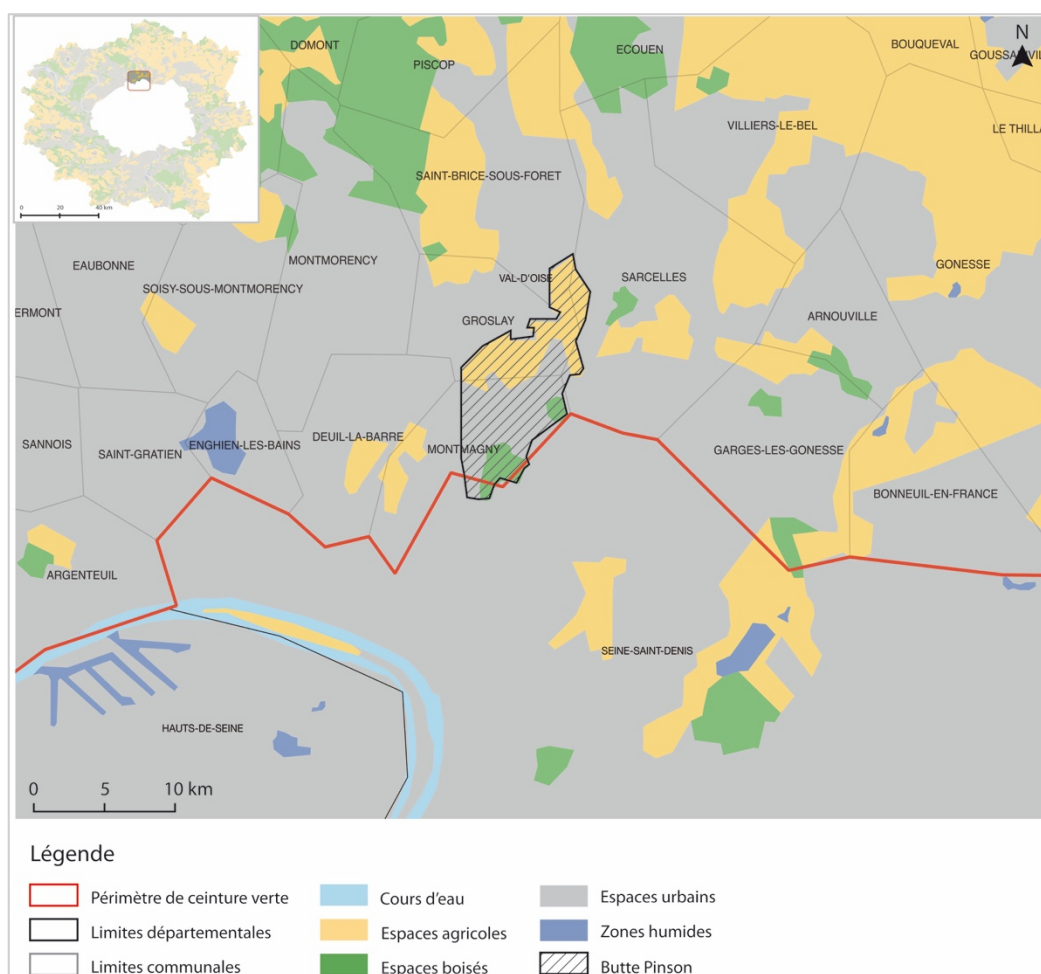 DOMONT
ECOUEN
BOUQUEVAL
N
PISCOP
GOUSSAINVIL
VILLIERS-LE-BEL
LE THILLA
SAINT-BRICE-SOUS-FORET
0 20 40 km
EAUBONNE
MONTMORENCY
GONESSE
VAL-D'OISE
SARCELLES
SOISY-SOUS-MONTMORENCY
ERMONT
GROSLAY
ARNOUVILLE
SANNOIS
ENGHIEN-LES-BAINS
DEUIL-LA-BARRE
SAINT-GRATIEN
MONTMAGNY
GARGES-LES-GONESSE
BONNEUIL-EN-FRANCE
ARGENTEUIL
SEINE-SAINT-DENIS
HAUTS-DE-SEINE
0 5 10 km
Légende
Périmètre de ceinture verte
Cours d'eau
Espaces urbains
Limites départementales
Espaces agricoles
Zones humides
Limites communales
Espaces boisés
Butte Pinson